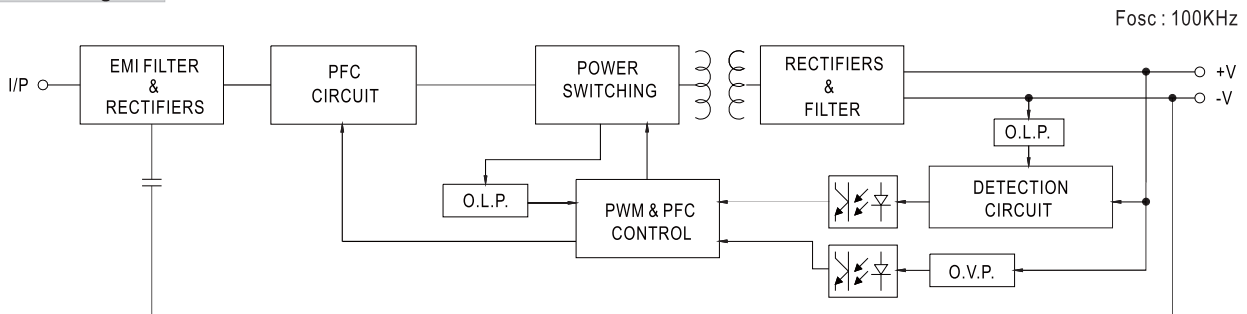 Fosc : 100KHz
I/P
EMI FILTER
&
RECTIFIERS
PFC
CIRCUIT
POWER
SWITCHING
RECTIFIERS
&
FILTER
+V
-V
O.L.P.
O.L.P.
PWM & PFC
CONTROL
DETECTION
CIRCUIT
O.V.P.